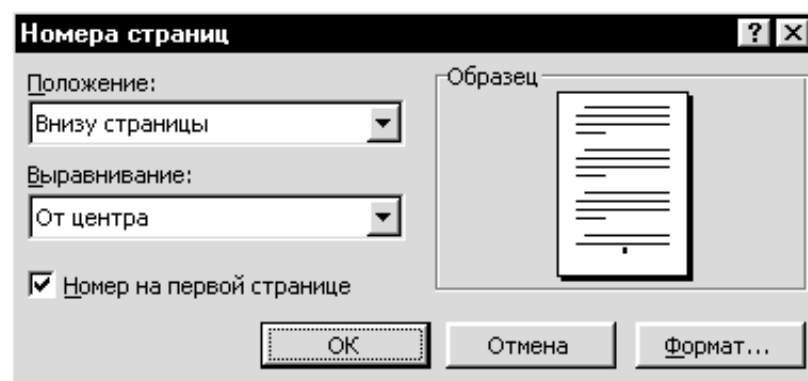 Номера страниц
Положение:
Внизу страницы
Выравнивание:
От центра
Номер на первой странице
Образец
OK
Отмена
Формат...